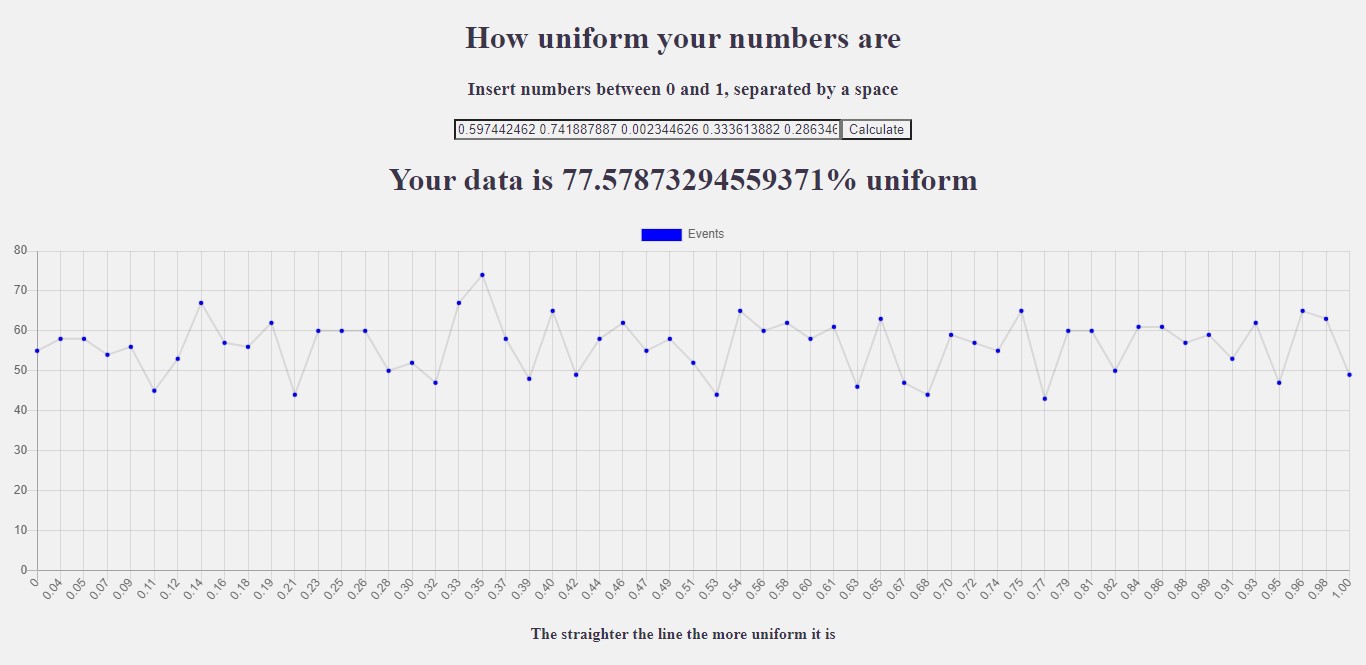 How uniform your numbers are
Insert numbers between 0 and 1, separated by a space
0.597442462 0.741887887 0.002344626 0.333613882 0.286346 Calculate
Your data is 77.57873294559371% uniform
Events
80
70
60
50
40
30
20
10
0
0 0.04 0.05 0.07 0.09 0.11 0.12 0.14 0.16 0.18 0.19 0.21 0.23 0.25 0.26 0.28 0.30 0.32 0.33 0.35 0.37 0.39 0.40 0.42 0.44 0.46 0.47 0.49 0.51 0.53 0.54 0.56 0.58 0.60 0.61 0.63 0.65 0.67 0.68 0.70 0.72 0.74 0.75 0.77 0.79 0.81 0.82 0.84 0.86 0.88 0.89 0.91 0.93 0.95 0.96 0.98 1.00
The straighter the line the more uniform it is